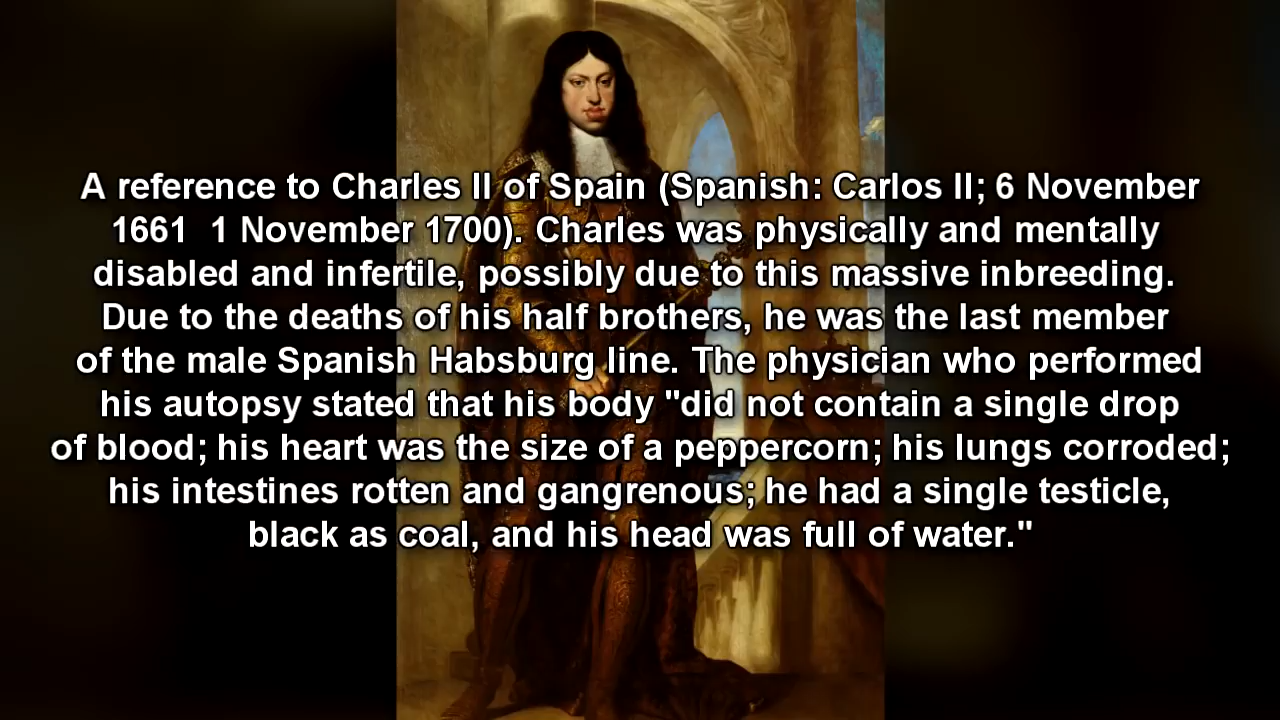 A reference to Charles II of Spain (Spanish: Carlos II; 6 November
1661  1 November 1700). Charles was physically and mentally
disabled and infertile, possibly due to this massive inbreeding.
Due to the deaths of his half brothers, he was the last member
of the male Spanish Habsburg line. The physician who performed
his autopsy stated that his body "did not contain a single drop
of blood; his heart was the size of a peppercorn; his lungs corroded;
his intestines rotten and gangrenous; he had a single testicle,
black as coal, and his head was full of water."